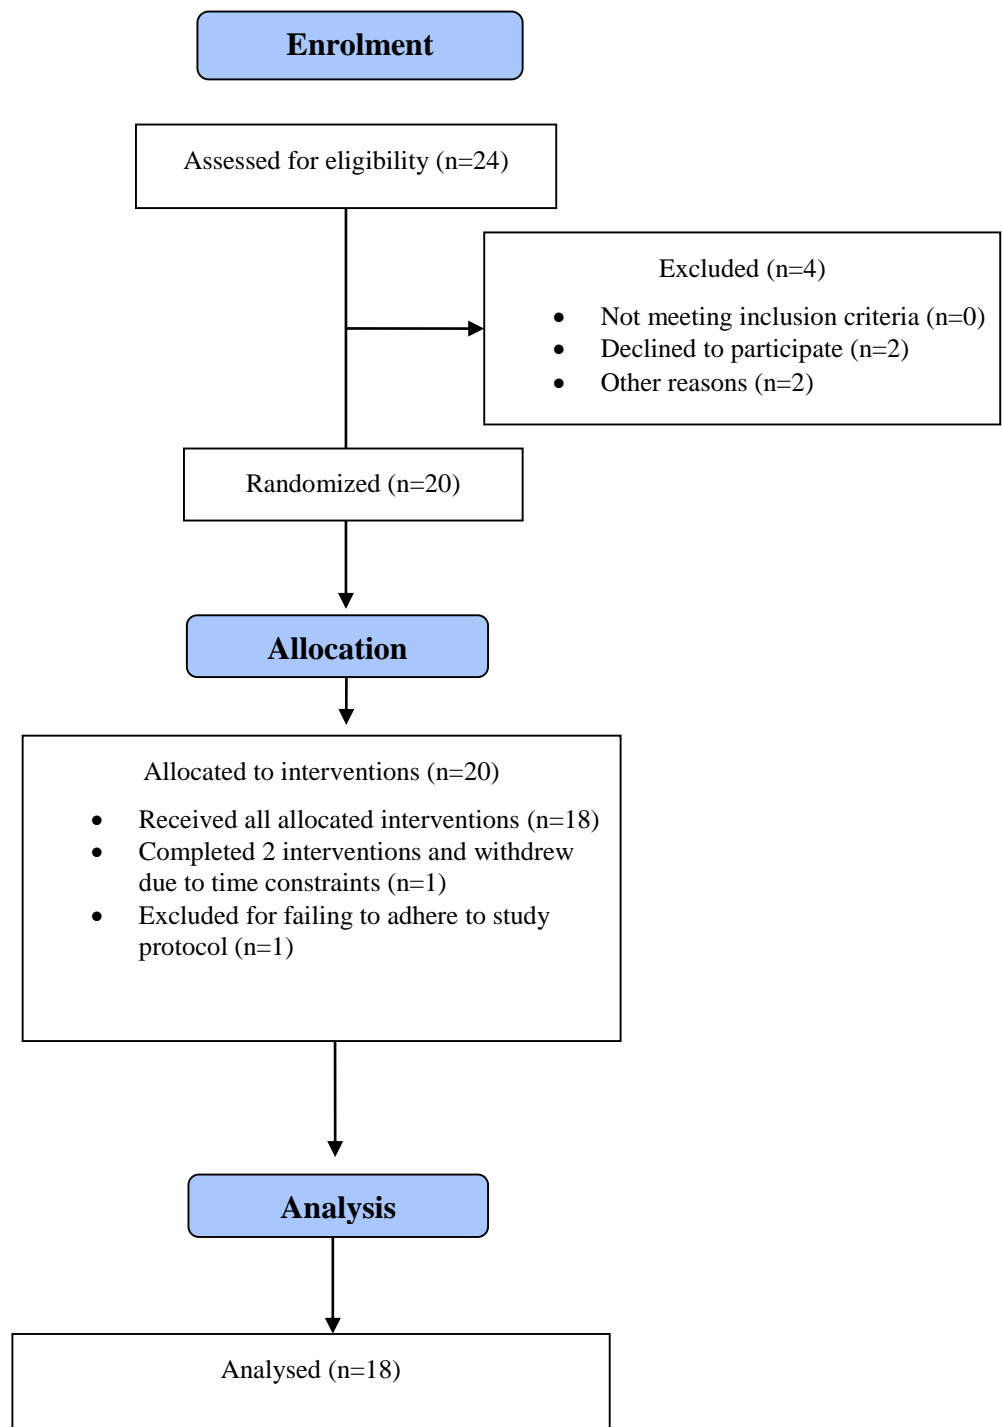 Enrolment
Assessed for eligibility (n=24)
Excluded (n=4)
• Not meeting inclusion criteria (n=0)
• Declined to participate (n=2)
• Other reasons (n=2)
Randomized (n=20)
Allocation
Allocated to interventions (n=20)
• Received all allocated interventions (n=18)
• Completed 2 interventions and withdrew
due to time constraints (n=1)
• Excluded for failing to adhere to study
protocol (n=1)
Analysis
Analysed (n=18)